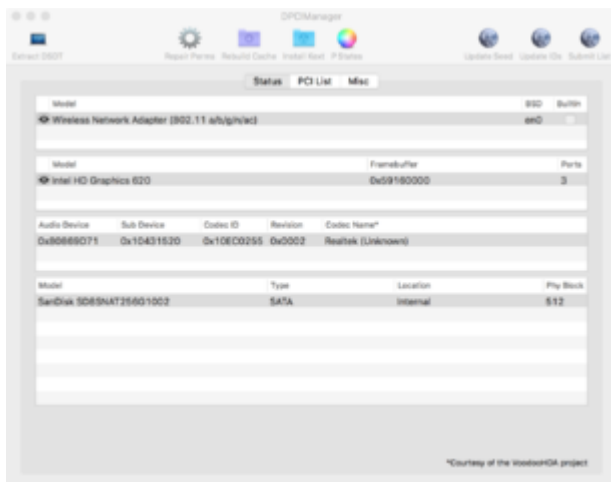 DPCIManager
Extract DSDT Repair Perms Rebuild Cache Install Kext P States Update Seed Update IDs Submit List
Status PCI List Misc
Model BSD Builtin
Wireless Network Adapter (802.11 a/b/g/n/ac) en0
Model Framebuffer Ports
Intel HD Graphics 620 0x59160000 3
Audio Device Sub Device Codec ID Revision Codec Name*
0x80869D71 0x10431520 0x10EC0255 0x0002 Realtek (Unknown)
Model Type Location Phy Block
SanDisk SD8SNAT256G1002 SATA Internal 512
*Courtesy of the VoodooHDA project